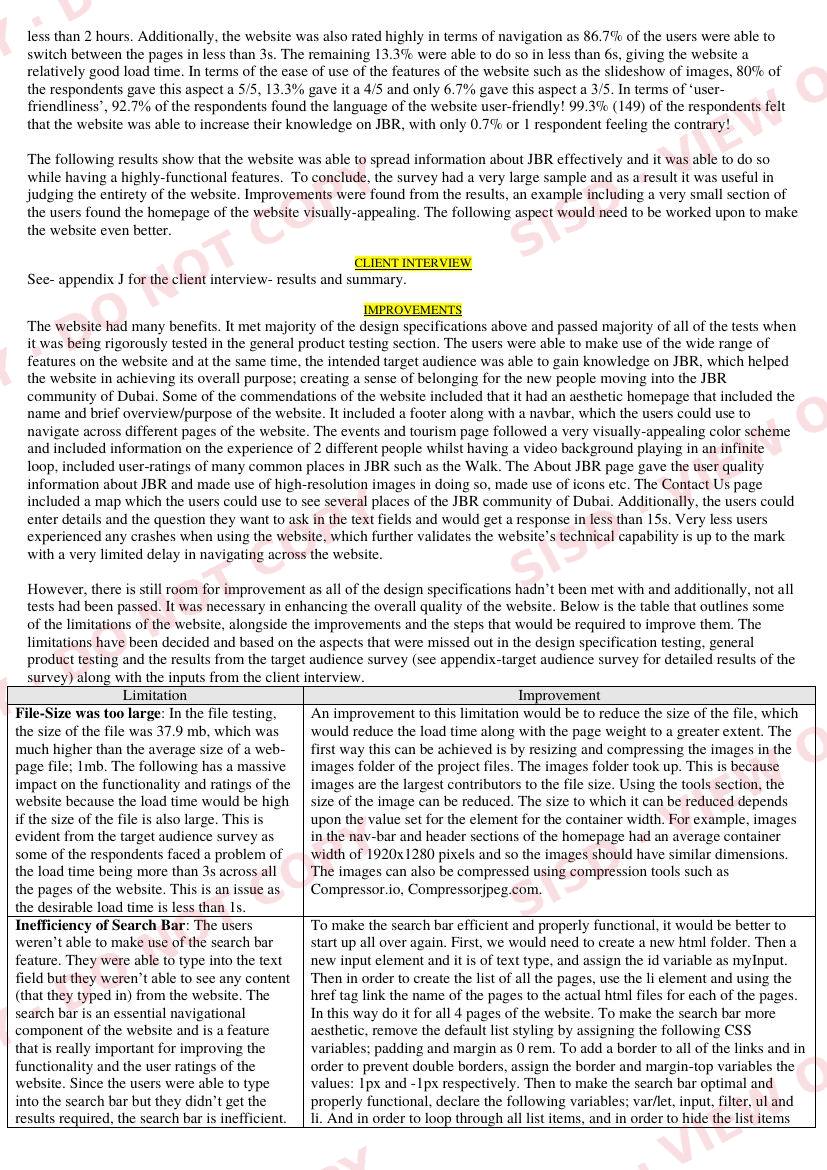 less than 2 hours. Additionally, the website was also rated highly in terms of navigation as 86.7% of the users were able to
switch between the pages in less than 3s. The remaining 13.3% were able to do so in less than 6s, giving the website a
relatively good load time. In terms of the ease of use of the features of the website such as the slideshow of images, 80% of
the respondents gave this aspect a 5/5, 13.3% gave it a 4/5 and only 6.7% gave this aspect a 3/5. In terms of ‘user-
friendliness’, 92.7% of the respondents found the language of the website user-friendly! 99.3% (149) of the respondents felt
that the website was able to increase their knowledge on JBR, with only 0.7% or 1 respondent feeling the contrary!
The following results show that the website was able to spread information about JBR effectively and it was able to do so
while having a highly-functional features.  To conclude, the survey had a very large sample and as a result it was useful in
judging the entirety of the website. Improvements were found from the results, an example including a very small section of
the users found the homepage of the website visually-appealing. The following aspect would need to be worked upon to make
the website even better.
CLIENT INTERVIEW
See- appendix J for the client interview- results and summary.
IMPROVEMENTS
The website had many benefits. It met majority of the design specifications above and passed majority of all of the tests when
it was being rigorously tested in the general product testing section. The users were able to make use of the wide range of
features on the website and at the same time, the intended target audience was able to gain knowledge on JBR, which helped
the website in achieving its overall purpose; creating a sense of belonging for the new people moving into the JBR
community of Dubai. Some of the commendations of the website included that it had an aesthetic homepage that included the
name and brief overview/purpose of the website. It included a footer along with a navbar, which the users could use to
navigate across different pages of the website. The events and tourism page followed a very visually-appealing color scheme
and included information on the experience of 2 different people whilst having a video background playing in an infinite
loop, included user-ratings of many common places in JBR such as the Walk. The About JBR page gave the user quality
information about JBR and made use of high-resolution images in doing so, made use of icons etc. The Contact Us page
included a map which the users could use to see several places of the JBR community of Dubai. Additionally, the users could
enter details and the question they want to ask in the text fields and would get a response in less than 15s. Very less users
experienced any crashes when using the website, which further validates the website’s technical capability is up to the mark
with a very limited delay in navigating across the website.
However, there is still room for improvement as all of the design specifications hadn’t been met with and additionally, not all
tests had been passed. It was necessary in enhancing the overall quality of the website. Below is the table that outlines some
of the limitations of the website, alongside the improvements and the steps that would be required to improve them. The
limitations have been decided and based on the aspects that were missed out in the design specification testing, general
product testing and the results from the target audience survey (see appendix-target audience survey for detailed results of the
survey) along with the inputs from the client interview.
Limitation
Improvement
File-Size was too large: In the file testing,
the size of the file was 37.9 mb, which was
much higher than the average size of a web-
page file; 1mb. The following has a massive
impact on the functionality and ratings of the
website because the load time would be high
if the size of the file is also large. This is
evident from the target audience survey as
some of the respondents faced a problem of
the load time being more than 3s across all
the pages of the website. This is an issue as
the desirable load time is less than 1s.
An improvement to this limitation would be to reduce the size of the file, which
would reduce the load time along with the page weight to a greater extent. The
first way this can be achieved is by resizing and compressing the images in the
images folder of the project files. The images folder took up. This is because
images are the largest contributors to the file size. Using the tools section, the
size of the image can be reduced. The size to which it can be reduced depends
upon the value set for the element for the container width. For example, images
in the nav-bar and header sections of the homepage had an average container
width of 1920x1280 pixels and so the images should have similar dimensions.
The images can also be compressed using compression tools such as
Compressor.io, Compressorjpeg.com.
Inefficiency of Search Bar: The users
weren’t able to make use of the search bar
feature. They were able to type into the text
field but they weren’t able to see any content
(that they typed in) from the website. The
search bar is an essential navigational
component of the website and is a feature
that is really important for improving the
functionality and the user ratings of the
website. Since the users were able to type
into the search bar but they didn’t get the
results required, the search bar is inefficient.
To make the search bar efficient and properly functional, it would be better to
start up all over again. First, we would need to create a new html folder. Then a
new input element and it is of text type, and assign the id variable as myInput.
Then in order to create the list of all the pages, use the li element and using the
href tag link the name of the pages to the actual html files for each of the pages.
In this way do it for all 4 pages of the website. To make the search bar more
aesthetic, remove the default list styling by assigning the following CSS
variables; padding and margin as 0 rem. To add a border to all of the links and in
order to prevent double borders, assign the border and margin-top variables the
values: 1px and -1px respectively. Then to make the search bar optimal and
properly functional, declare the following variables; var/let, input, filter, ul and
li. And in order to loop through all list items, and in order to hide the list items
SISD - VIEW O
Y - DO NOT COPY
SISD - VIEW O
Y - DO NOT COPY
SISD - VIEW O
Y - DO NOT COPY